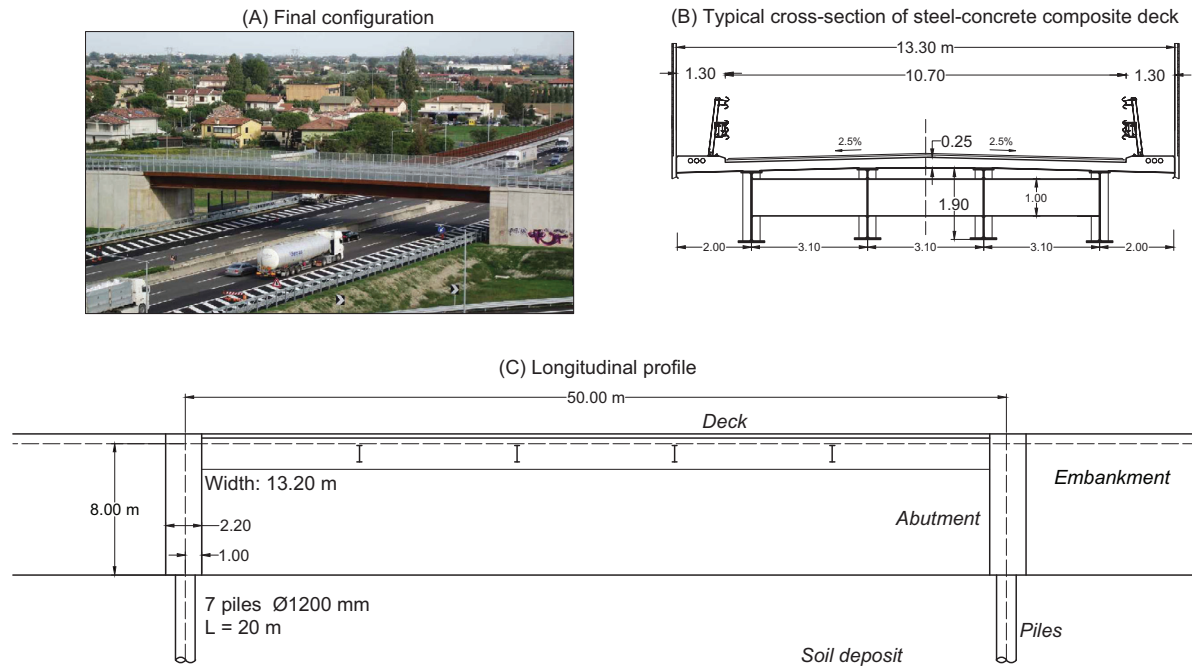 (A) Final configuration
(B) Typical cross-section of steel-concrete composite deck
13.30 m
1.30
10.70
1.30
2.5%
0.25
2.5%
1.90
1.00
2.00
3.10
3.10
3.10
2.00
(C) Longitudinal profile
50.00 m
Deck
Width: 13.20 m
Embankment
8.00 m
2.20
Abutment
1.00
7 piles Ø1200 mm
L = 20 m
Piles
Soil deposit